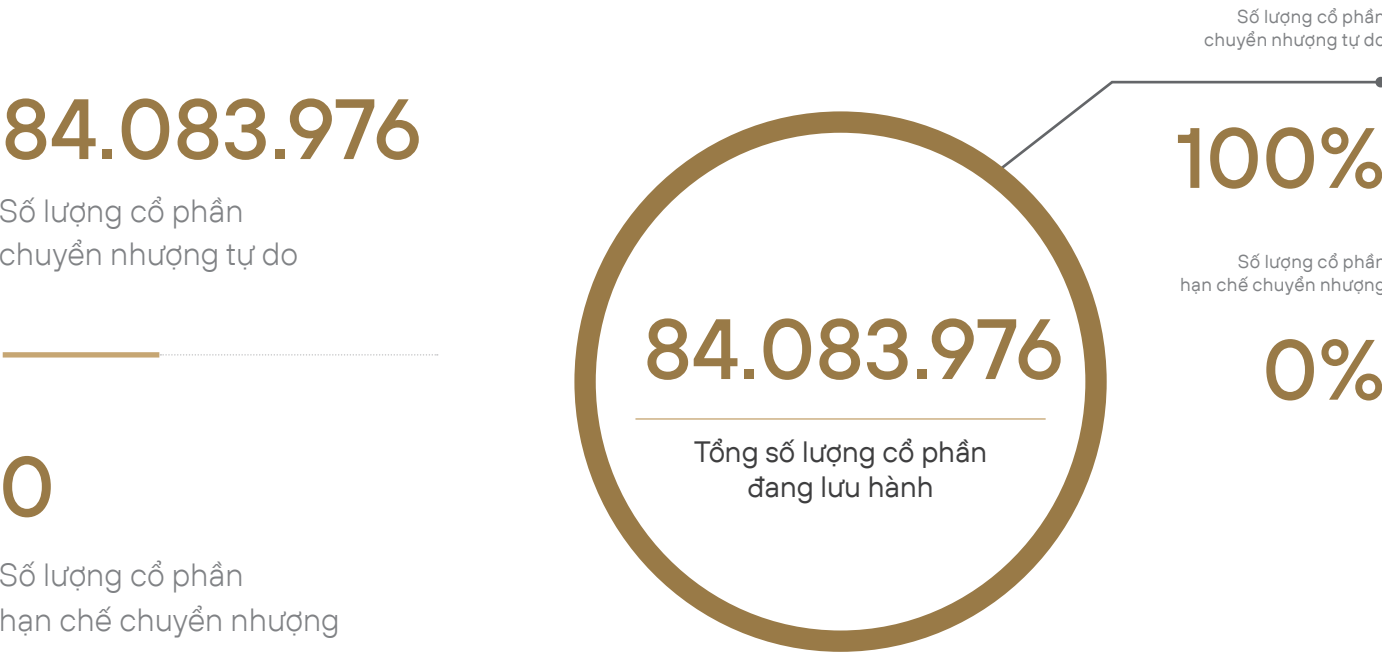 84.083.976
Số lượng cổ phần
chuyển nhượng tự do
0
Số lượng cổ phần
hạn chế chuyển nhượng
84.083.976
Tổng số lượng cổ phần
đang lưu hành
Số lượng cổ phần
chuyển nhượng tự do
100%
Số lượng cổ phần
hạn chế chuyển nhượng
0%